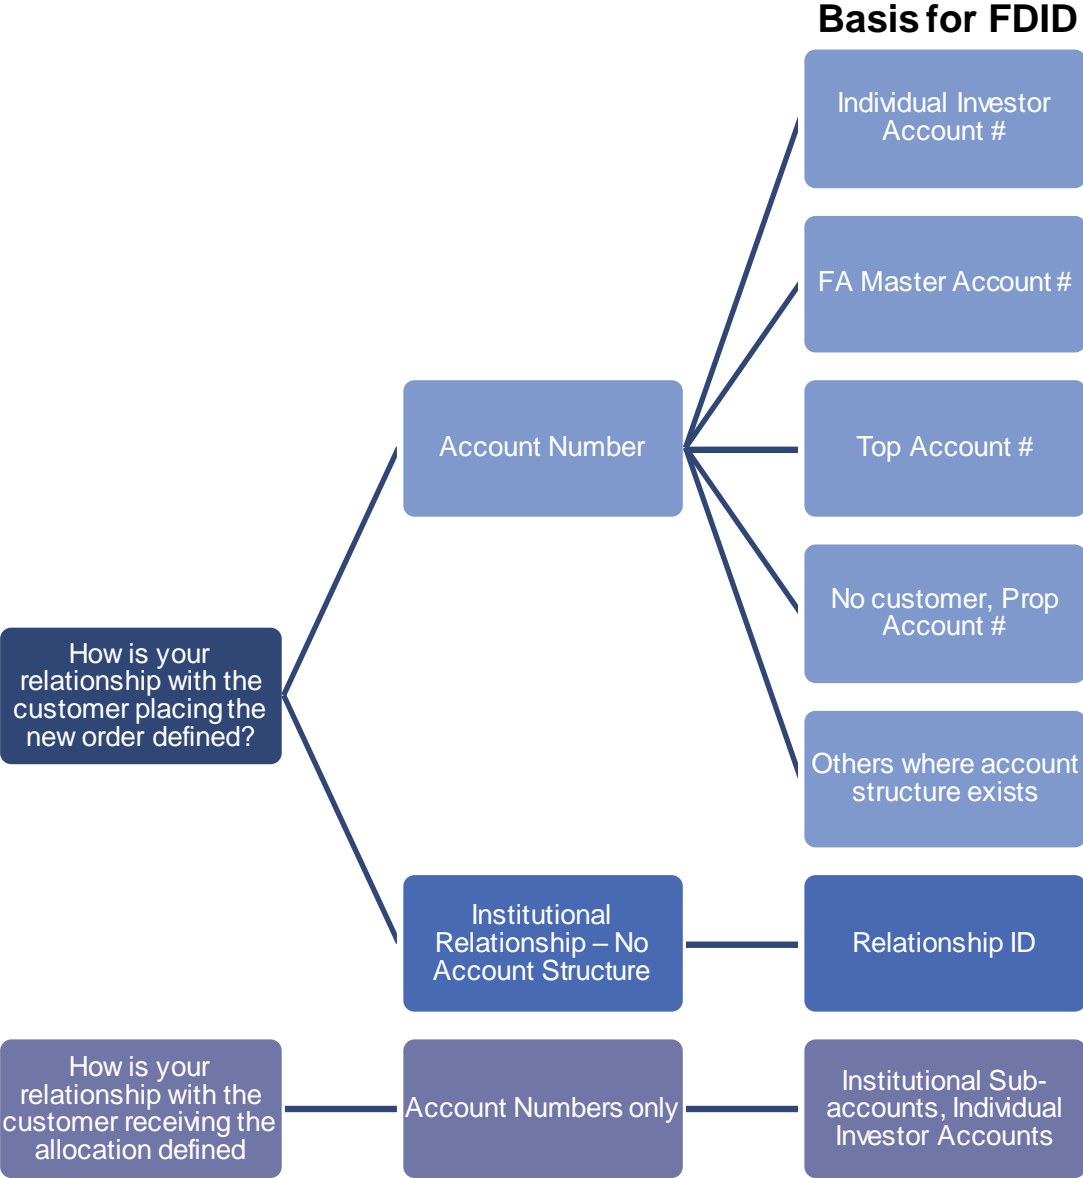 Basis for FDID
Individual Investor
Account #
FA Master Account #
Account Number
Top Account #
No customer, Prop
Account #
How is your
relationship with the
customer placing the
new order defined?
Others where account
structure exists
Institutional
Relationship – No
Account Structure
Relationship ID
How is your
relationship with the
customer receiving the
allocation defined
Account Numbers only
Institutional Sub-
accounts, Individual
Investor Accounts